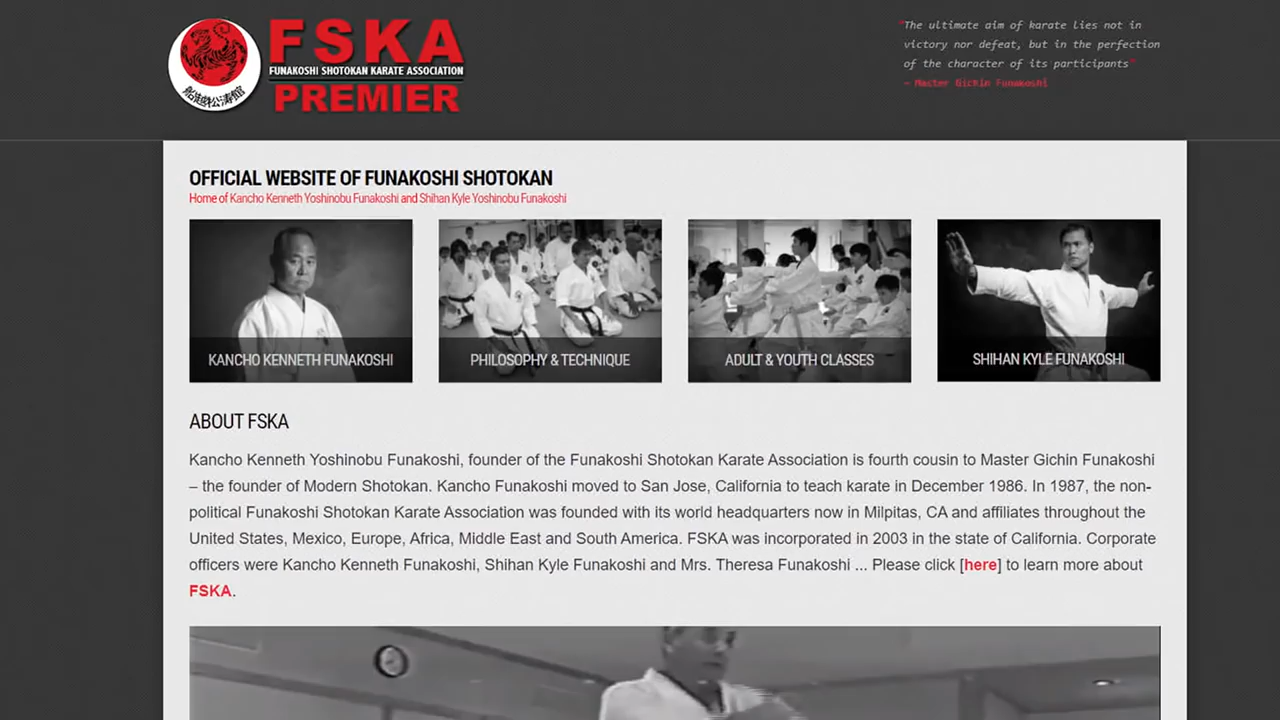 FSKA
FUNAKOSHI SHOTOKAN KARATE ASSOCIATION
PREMIER
"The ultimate aim of karate lies not in
victory nor defeat, but in the perfection
of the character of its participants"
– Master Gichin Funakoshi
OFFICIAL WEBSITE OF FUNAKOSHI SHOTOKAN
Home of Kancho Kenneth Yoshinobu Funakoshi and Shihan Kyle Yoshinobu Funakoshi
KANCHO KENNETH FUNAKOSHI
PHILOSOPHY & TECHNIQUE
ADULT & YOUTH CLASSES
SHIHAN KYLE FUNAKOSHI
ABOUT FSKA
Kancho Kenneth Yoshinobu Funakoshi, founder of the Funakoshi Shotokan Karate Association is fourth cousin to Master Gichin Funakoshi
– the founder of Modern Shotokan. Kancho Funakoshi moved to San Jose, California to teach karate in December 1986. In 1987, the non-
political Funakoshi Shotokan Karate Association was founded with its world headquarters now in Milpitas, CA and affiliates throughout the
United States, Mexico, Europe, Africa, Middle East and South America. FSKA was incorporated in 2003 in the state of California. Corporate
officers were Kancho Kenneth Funakoshi, Shihan Kyle Funakoshi and Mrs. Theresa Funakoshi ... Please click [here] to learn more about
FSKA.